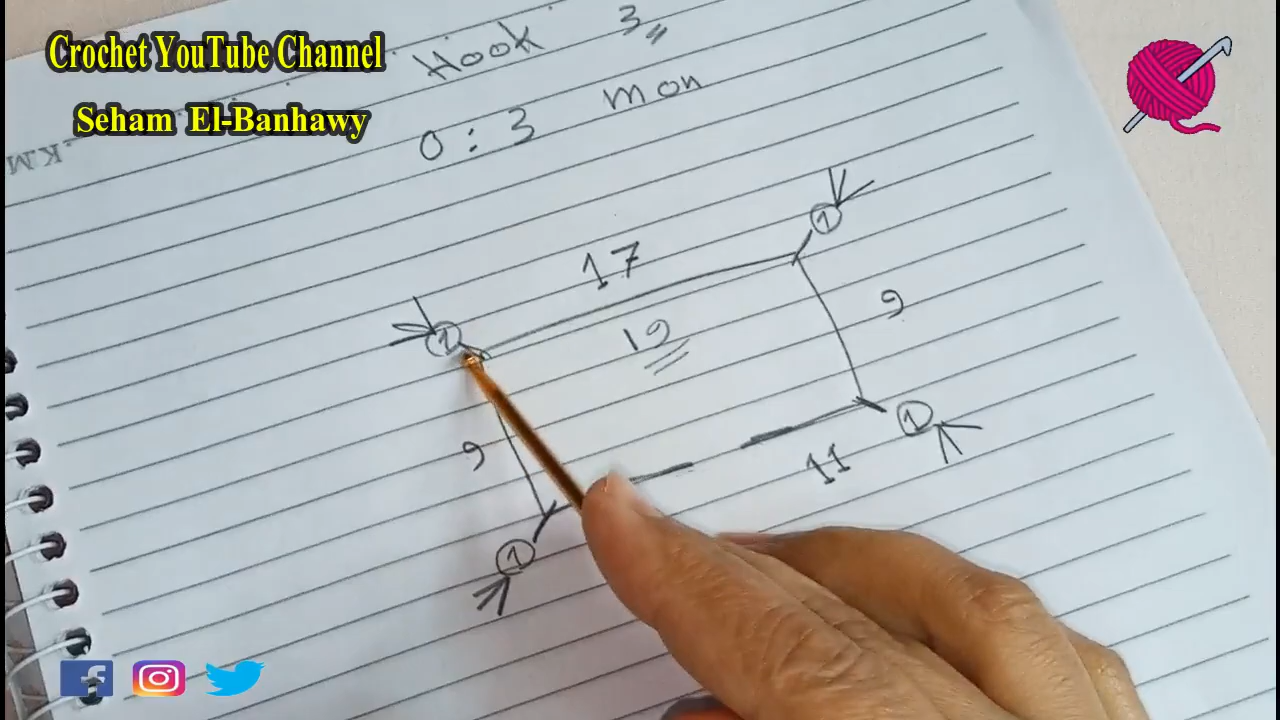 Crochet YouTube Channel
Seham El-Banhawy
Hook 3
0 : 3 mon
.K.M
1
17
1
19
9
9
1
11
1